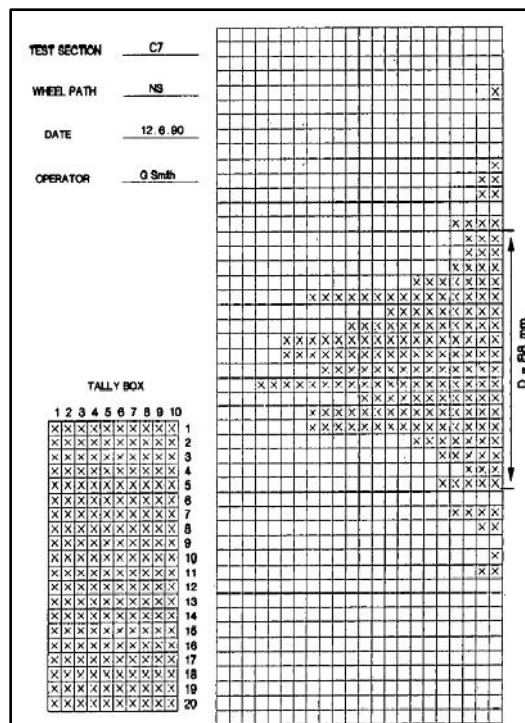 TEST SECTION C7
WHEEL PATH NS
DATE 12.6.90
OPERATOR G Smith
D = 88 mm
TALLY BOX
1 2 3 4 5 6 7 8 9 10
1
2
3
4
5
6
7
8
9
10
11
12
13
14
15
16
17
18
19
20